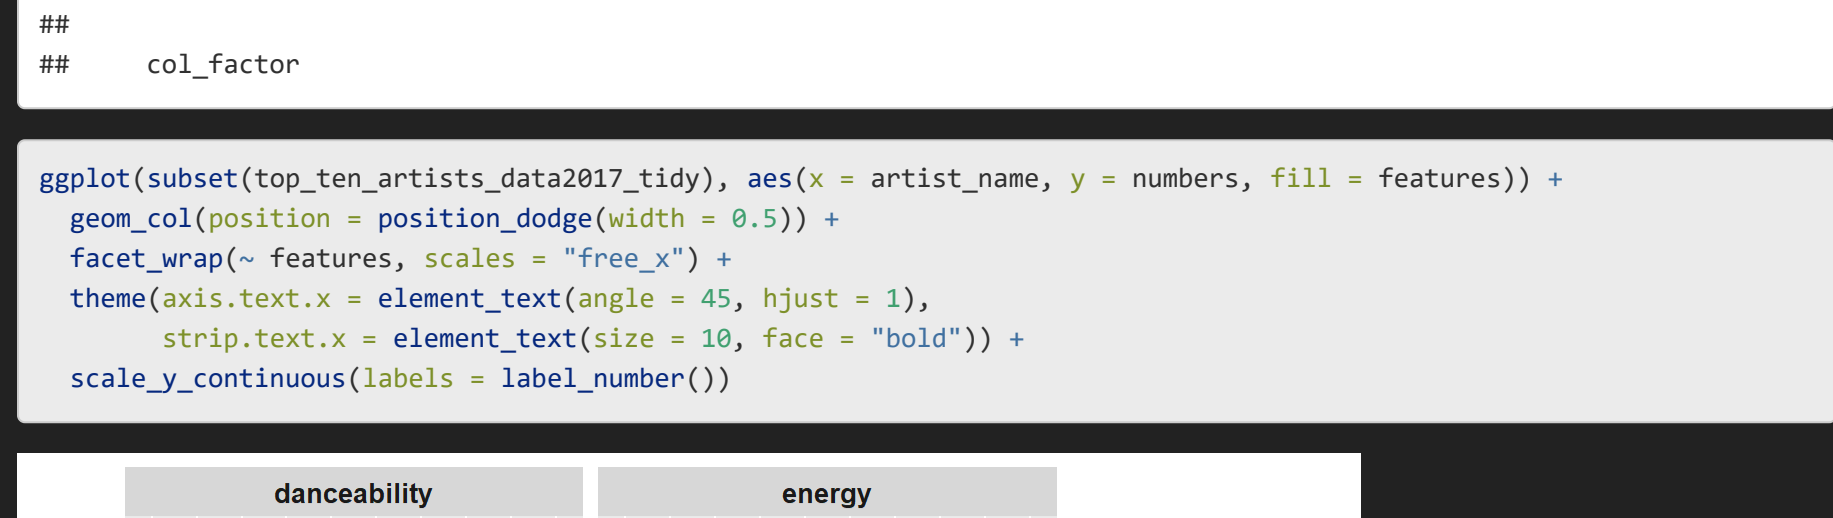 ##
##     col_factor
ggplot(subset(top_ten_artists_data2017_tidy), aes(x = artist_name, y = numbers, fill = features)) +
  geom_col(position = position_dodge(width = 0.5)) +
  facet_wrap(~ features, scales = "free_x") +
  theme(axis.text.x = element_text(angle = 45, hjust = 1),
        strip.text.x = element_text(size = 10, face = "bold")) +
  scale_y_continuous(labels = label_number())
danceability energy